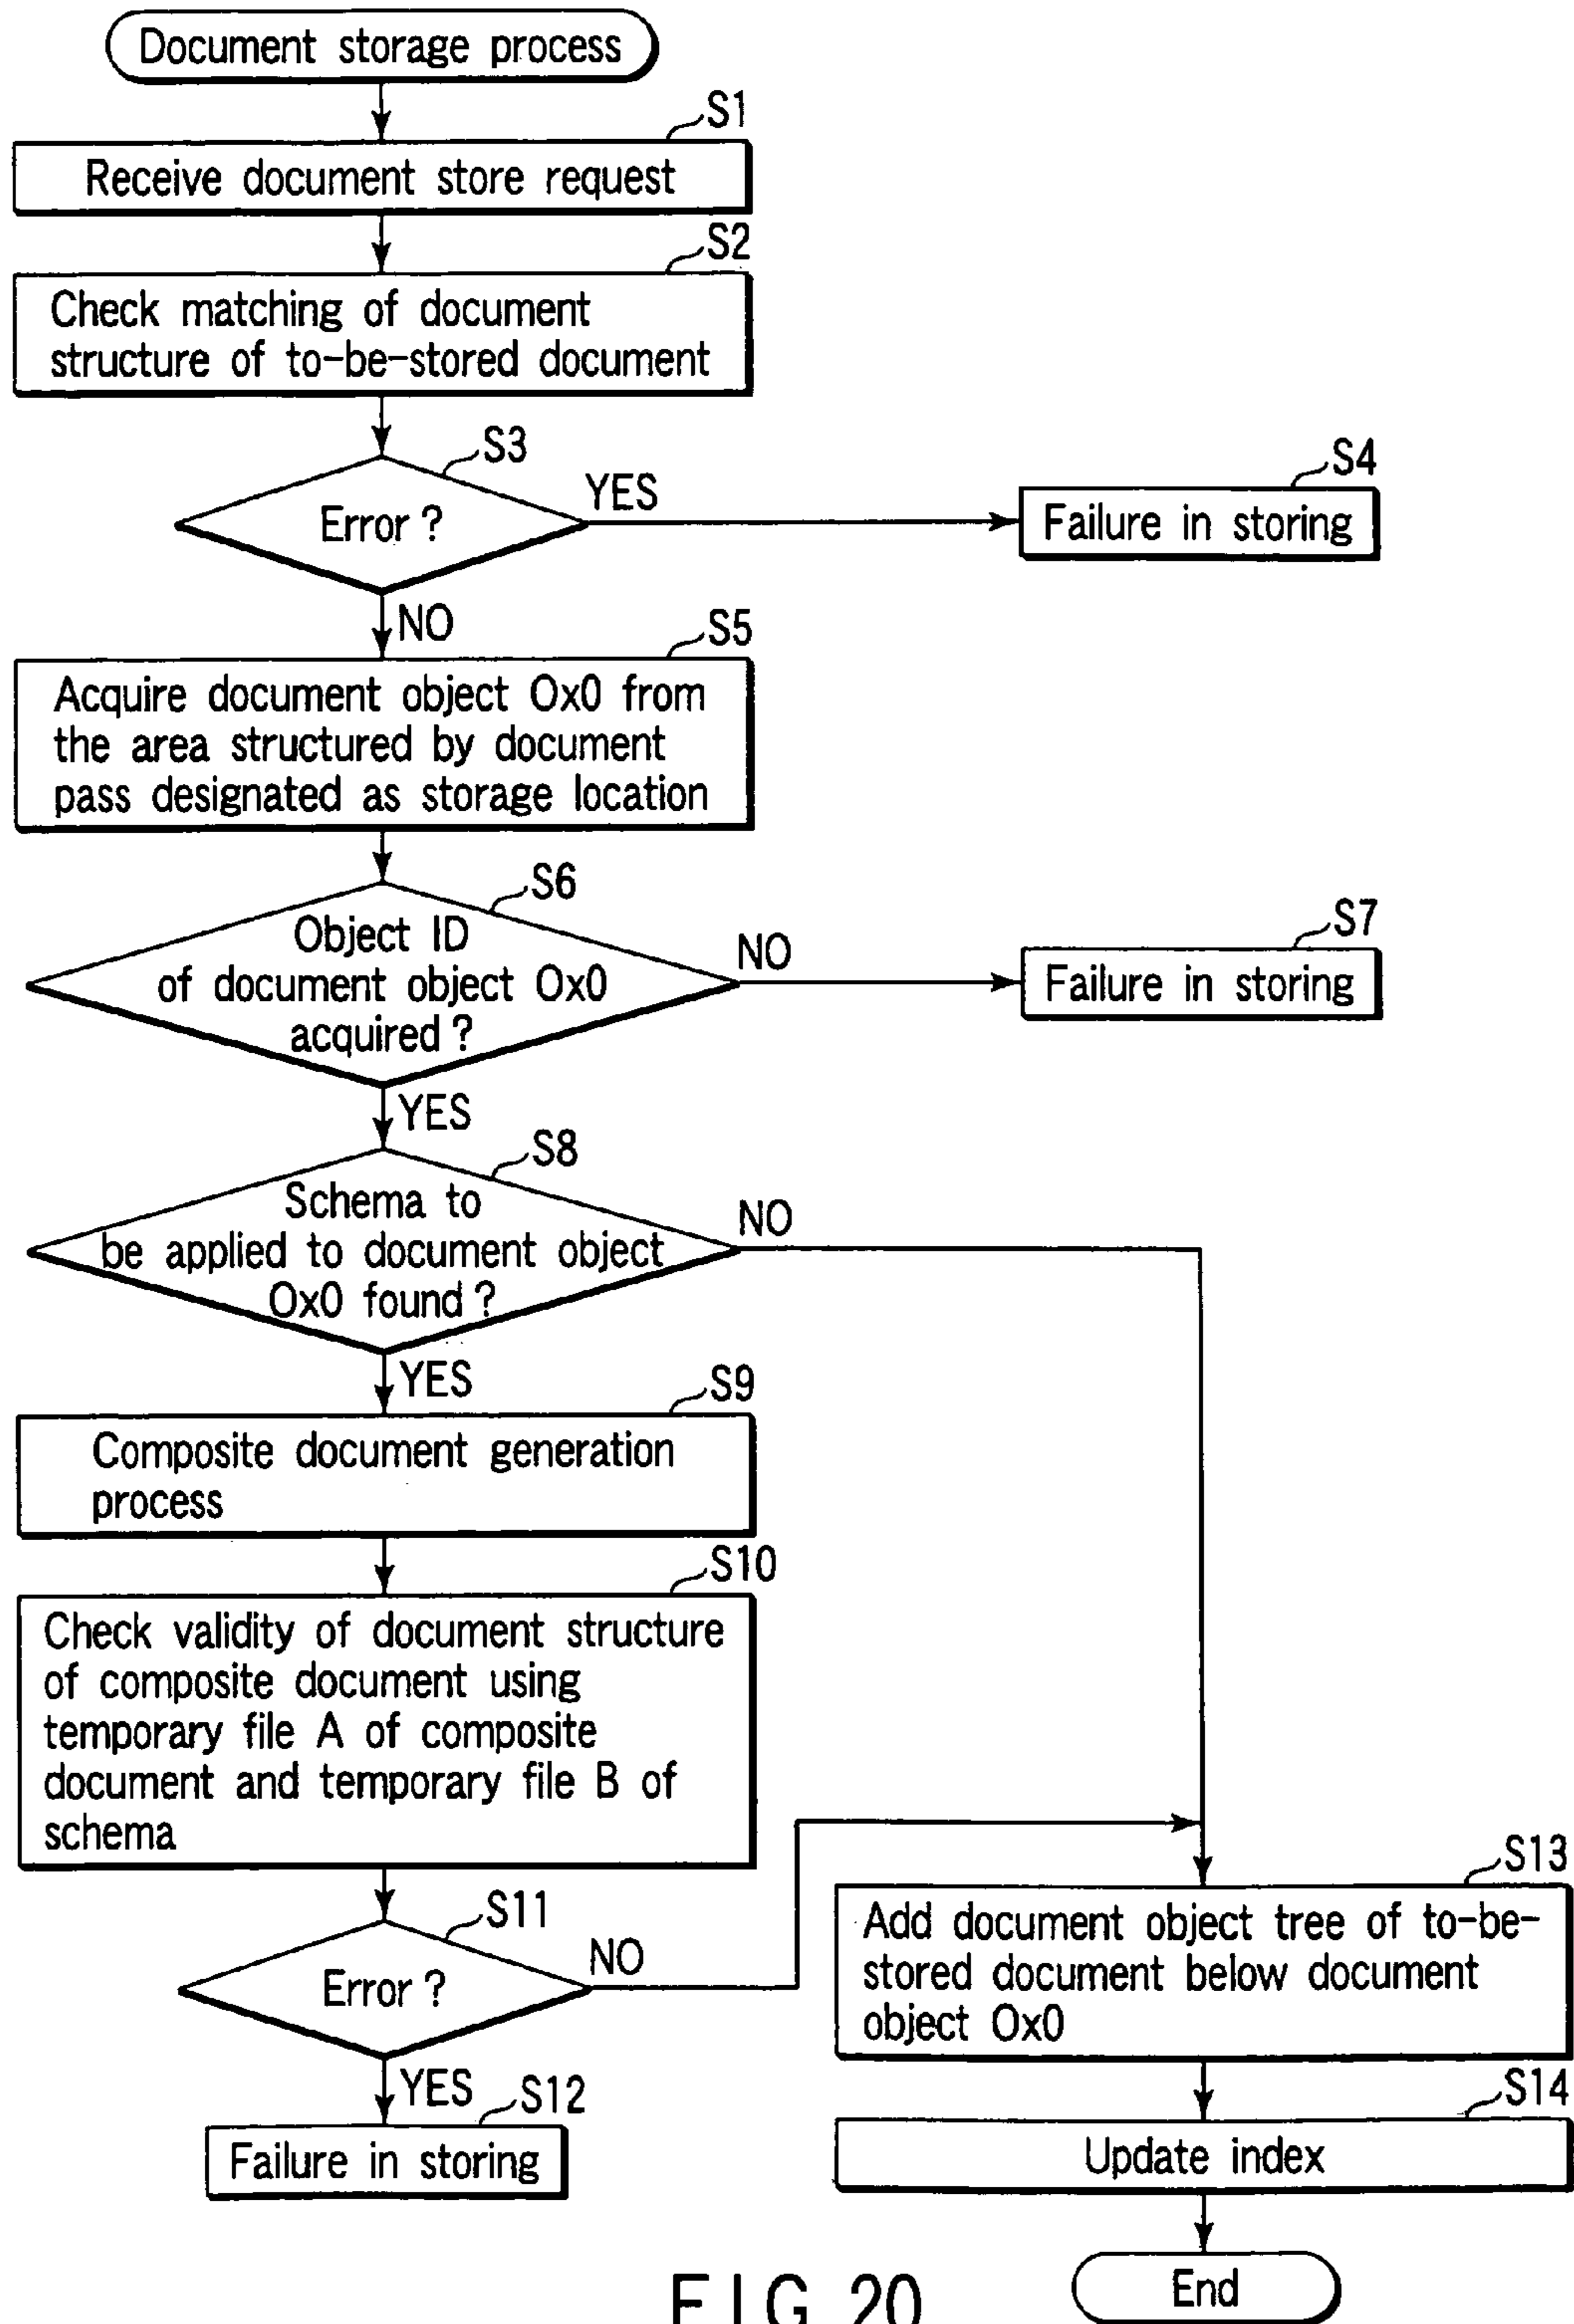 Document storage process
S1
Receive document store request
S2
Check matching of document
structure of to-be-stored document
S3
Error ?
YES
S4
Failure in storing
NO
S5
Acquire document object Ox0 from
the area structured by document
pass designated as storage location
S6
Object ID
of document object Ox0
acquired ?
NO
S7
Failure in storing
YES
S8
Schema to
be applied to document object
Ox0 found ?
NO
YES
S9
Composite document generation
process
S10
Check validity of document structure
of composite document using
temporary file A of composite
document and temporary file B of
schema
S11
Error ?
NO
YES
S12
Failure in storing
S13
Add document object tree of to-be-
stored document below document
object Ox0
S14
Update index
End
FIG. 20